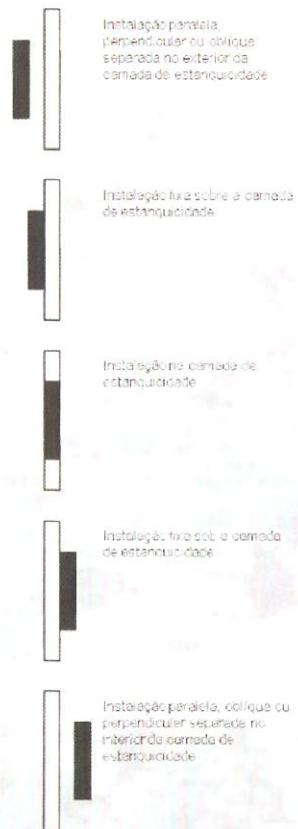 Instalação paralela,
perpendicular ou oblíqua
separada no exterior da
camada de estanquicidade
Instalação fixa sobre a camada
de estanquicidade
Instalação na camada de
estanquicidade
Instalação fixa sob a camada
de estanquicidade
Instalação paralela, oblíqua ou
perpendicular separada no
interior da camada de
estanquicidade